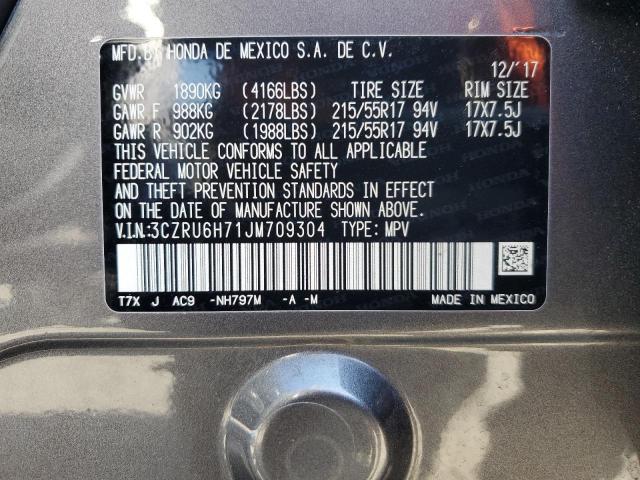 MFD.BY HONDA DE MEXICO S.A. DE C.V.
12/'17
GVWR 1890KG (4166LBS) TIRE SIZE RIM SIZE
GAWR F 988KG (2178LBS) 215/55R17 94V 17X7.5J
GAWR R 902KG (1988LBS) 215/55R17 94V 17X7.5J
THIS VEHICLE CONFORMS TO ALL APPLICABLE
FEDERAL MOTOR VEHICLE SAFETY
AND THEFT PREVENTION STANDARDS IN EFFECT
ON THE DATE OF MANUFACTURE SHOWN ABOVE.
V.I.N.:3CZRU6H71JM709304 TYPE: MPV
T7X J AC9 -NH797M -A -M MADE IN MEXICO